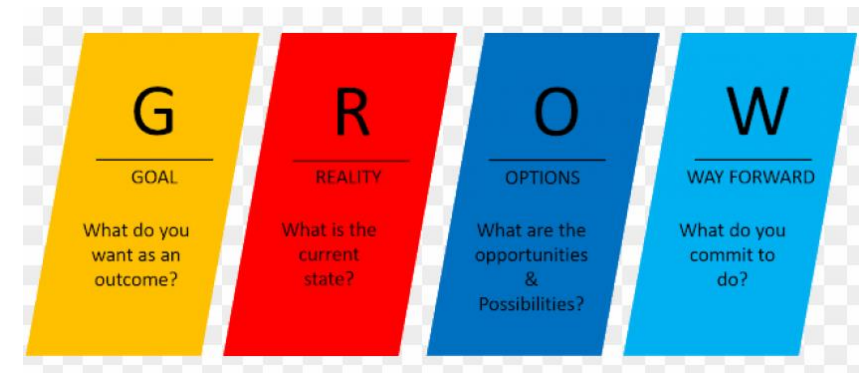 G
GOAL
What do you
want as an
outcome?
R
REALITY
What is the
current
state?
O
OPTIONS
What are the
opportunities
&
Possibilities?
W
WAY FORWARD
What do you
commit to
do?